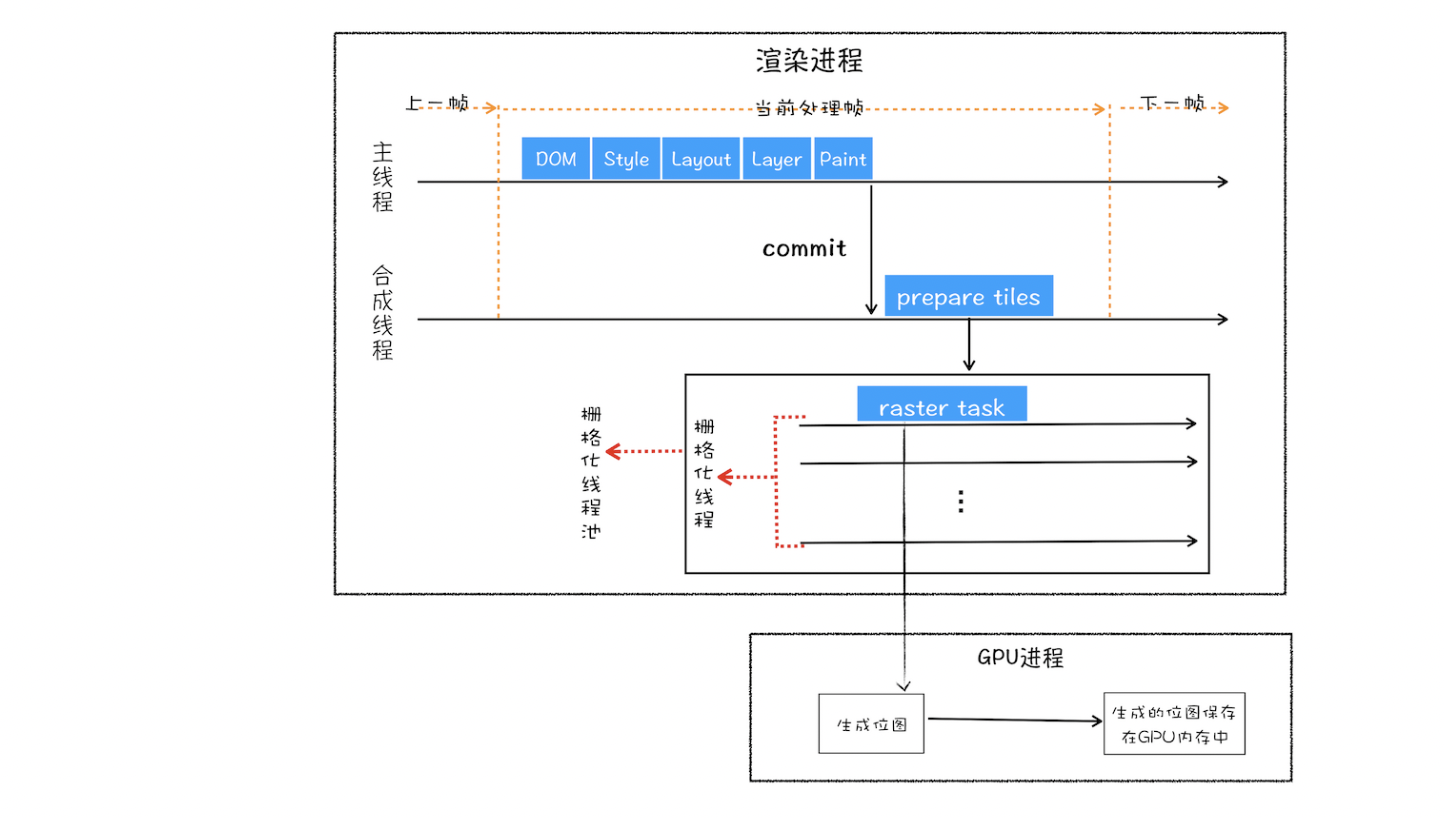 渲染进程
上一帧
当前处理帧
下一帧
主线程
DOM
Style
Layout
Layer
Paint
commit
合成线程
prepare tiles
raster task
栅格化线程池
栅格化线程
⋮
GPU进程
生成位图
生成的位图保存
在GPU内存中